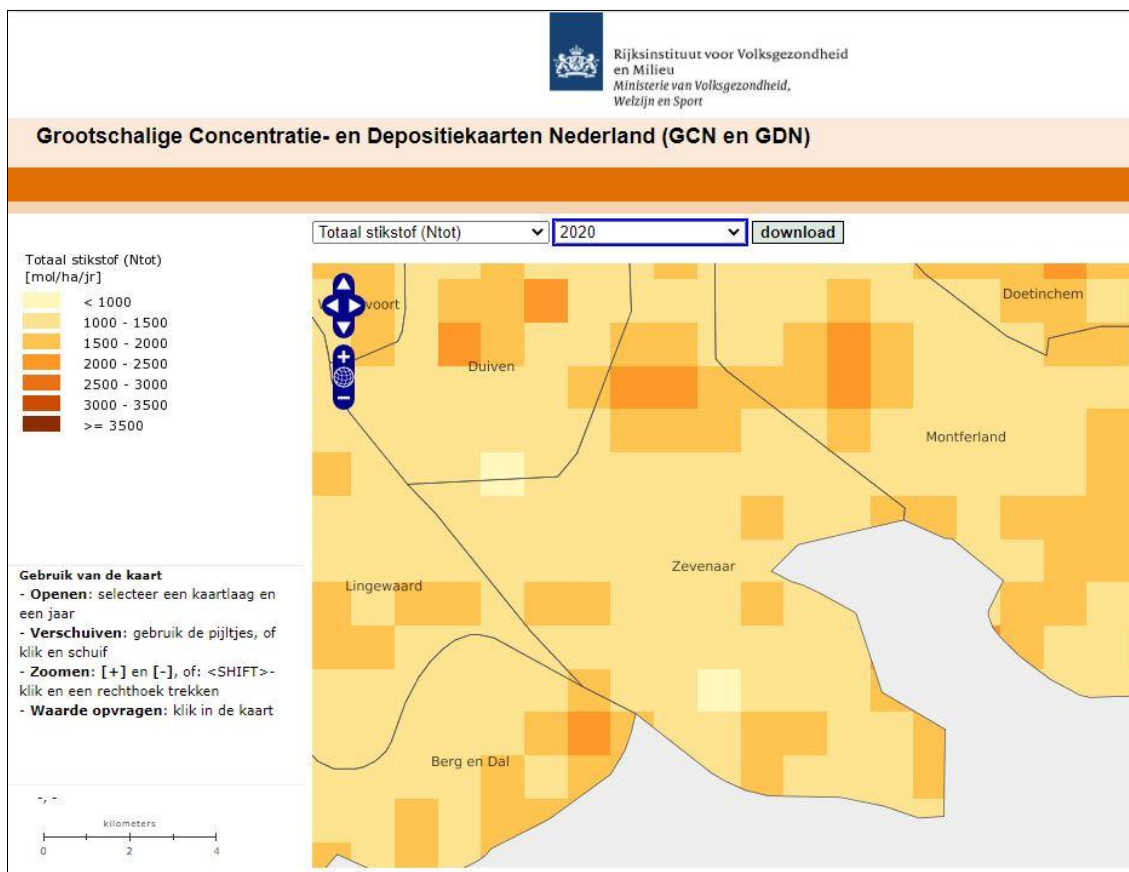 Rijksinstituut voor Volksgezondheid
en Milieu
Ministerie van Volksgezondheid,
Welzijn en Sport
Grootschalige Concentratie- en Depositiekaarten Nederland (GCN en GDN)
Totaal stikstof (Ntot) 2020 download
Totaal stikstof (Ntot)
[mol/ha/jr]
< 1000
1000 - 1500
1500 - 2000
2000 - 2500
2500 - 3000
3000 - 3500
>= 3500
voort
Doetinchem
Duiven
Montferland
Zevenaar
Lingewaard
Berg en Dal
Gebruik van de kaart
- Openen: selecteer een kaartlaag en
een jaar
- Verschuiven: gebruik de pijltjes, of
klik en schuif
- Zoomen: [+] en [-], of: <SHIFT>-
klik en een rechthoek trekken
- Waarde opvragen: klik in de kaart
-, -
kilometers
0 2 4